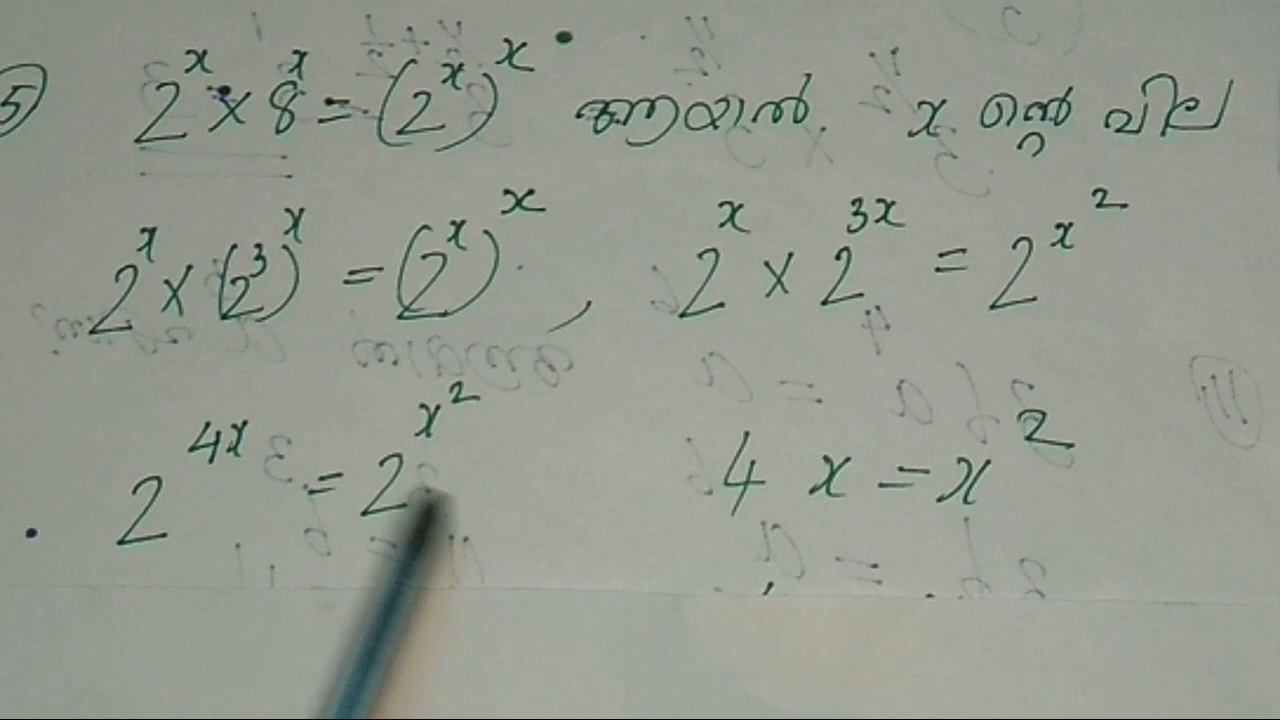 5) 2^x × 8^x = (2^x)^x ആയാൽ x ന്റെ വില
2^x × (2^3)^x = (2^x)^x , 2^x × 2^{3x} = 2^{x^2}
2^{4x} = 2^{x^2} 4x = x^2